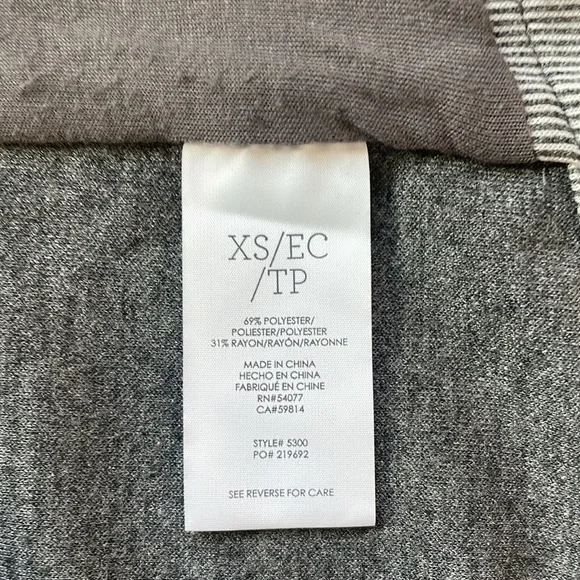 XS/EC
/TP
69% POLYESTER/
POLIESTER/POLYESTER
31% RAYON/RAYÓN/RAYONNE
MADE IN CHINA
HECHO EN CHINA
FABRIQUÉ EN CHINE
RN#54077
CA#59814
STYLE# 5300
PO# 219692
SEE REVERSE FOR CARE